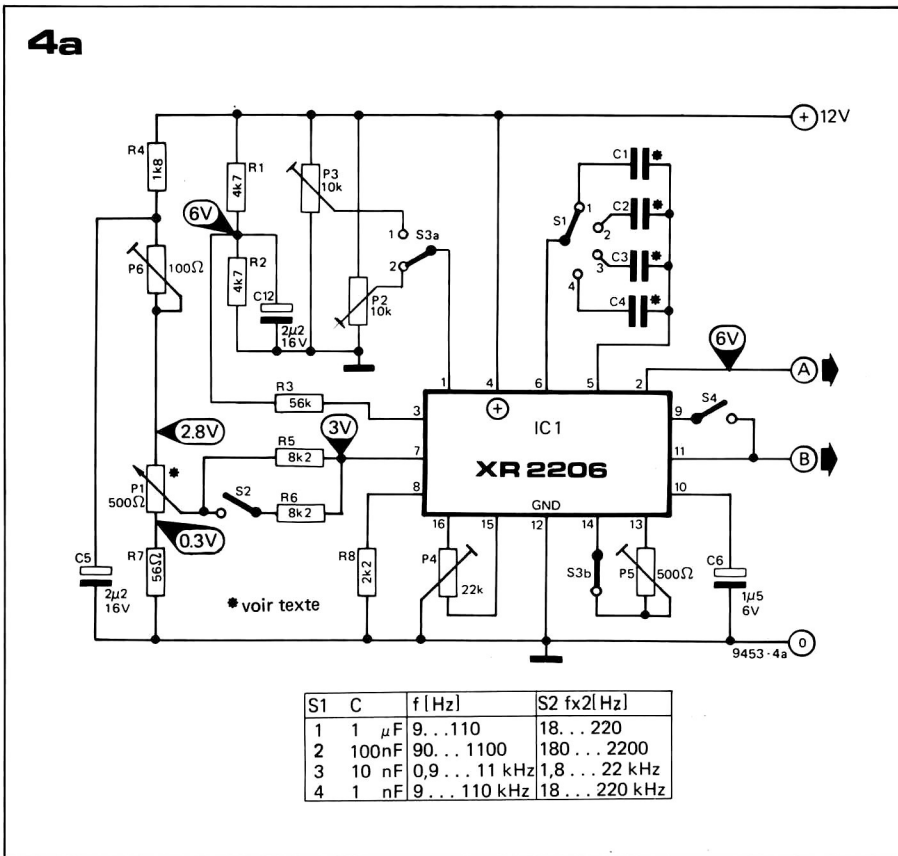 4a
+ 12V
R4
1k8
R1
4k7
P3
10k
C1 *
6V
S1 1
C2 *
2
1
S3a
2
R2
4k7
P6
100Ω
C3 *
3
4
C4 *
C12
2µ2
16V
P2
10k
6V
A
1 4 6 5 2
R3
56k
3
+
IC1
XR 2206
9
S4
2.8V
3V
R5
8k2
7
11
B
P1
500Ω
*
S2
R6
8k2
8
GND
10
16 15 12 14 13
0.3V
C5
2µ2
16V
R7
56Ω
R8
2k2
P4
22k
S3b
P5
500Ω
C6
1µ5
6V
* voir texte
0
9453-4a
S1 C f [Hz] S2 fx2[Hz]
1 1 µF 9...110 18...220
2 100nF 90...1100 180...2200
3 10 nF 0,9...11 kHz 1,8...22 kHz
4 1 nF 9...110 kHz 18...220 kHz